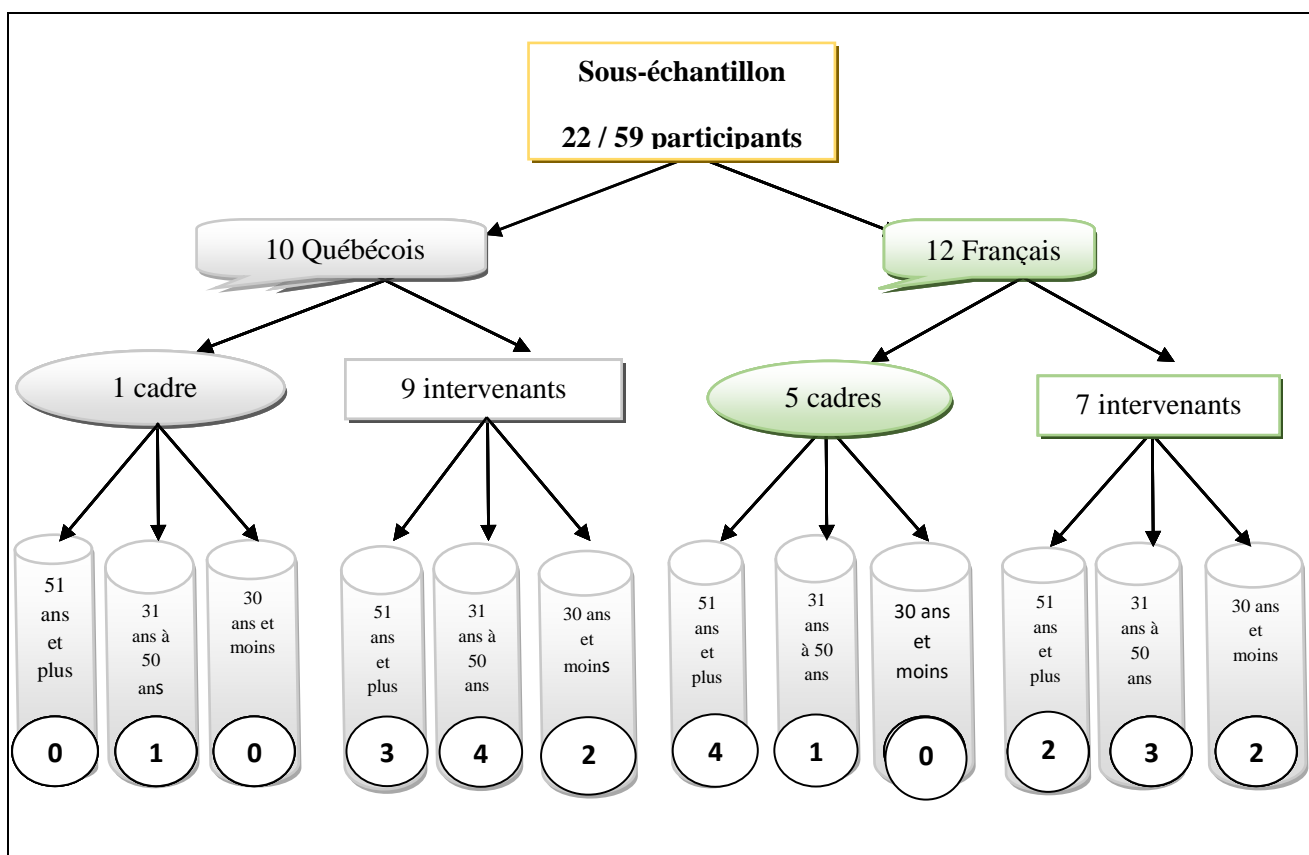 Sous-échantillon
22 / 59 participants
10 Québécois
12 Français
1 cadre
9 intervenants
5 cadres
7 intervenants
51
ans
et
plus
0
31
ans à
50
ans
1
30
ans et
moins
0
51
ans
et
plus
3
31
ans à
50
ans
4
30 ans
et
moins
2
51
ans
et
plus
4
31
ans
à 50
ans
1
30 ans
et
moins
0
51
ans
et
plus
2
31
ans à
50
ans
3
30 ans
et
moins
2